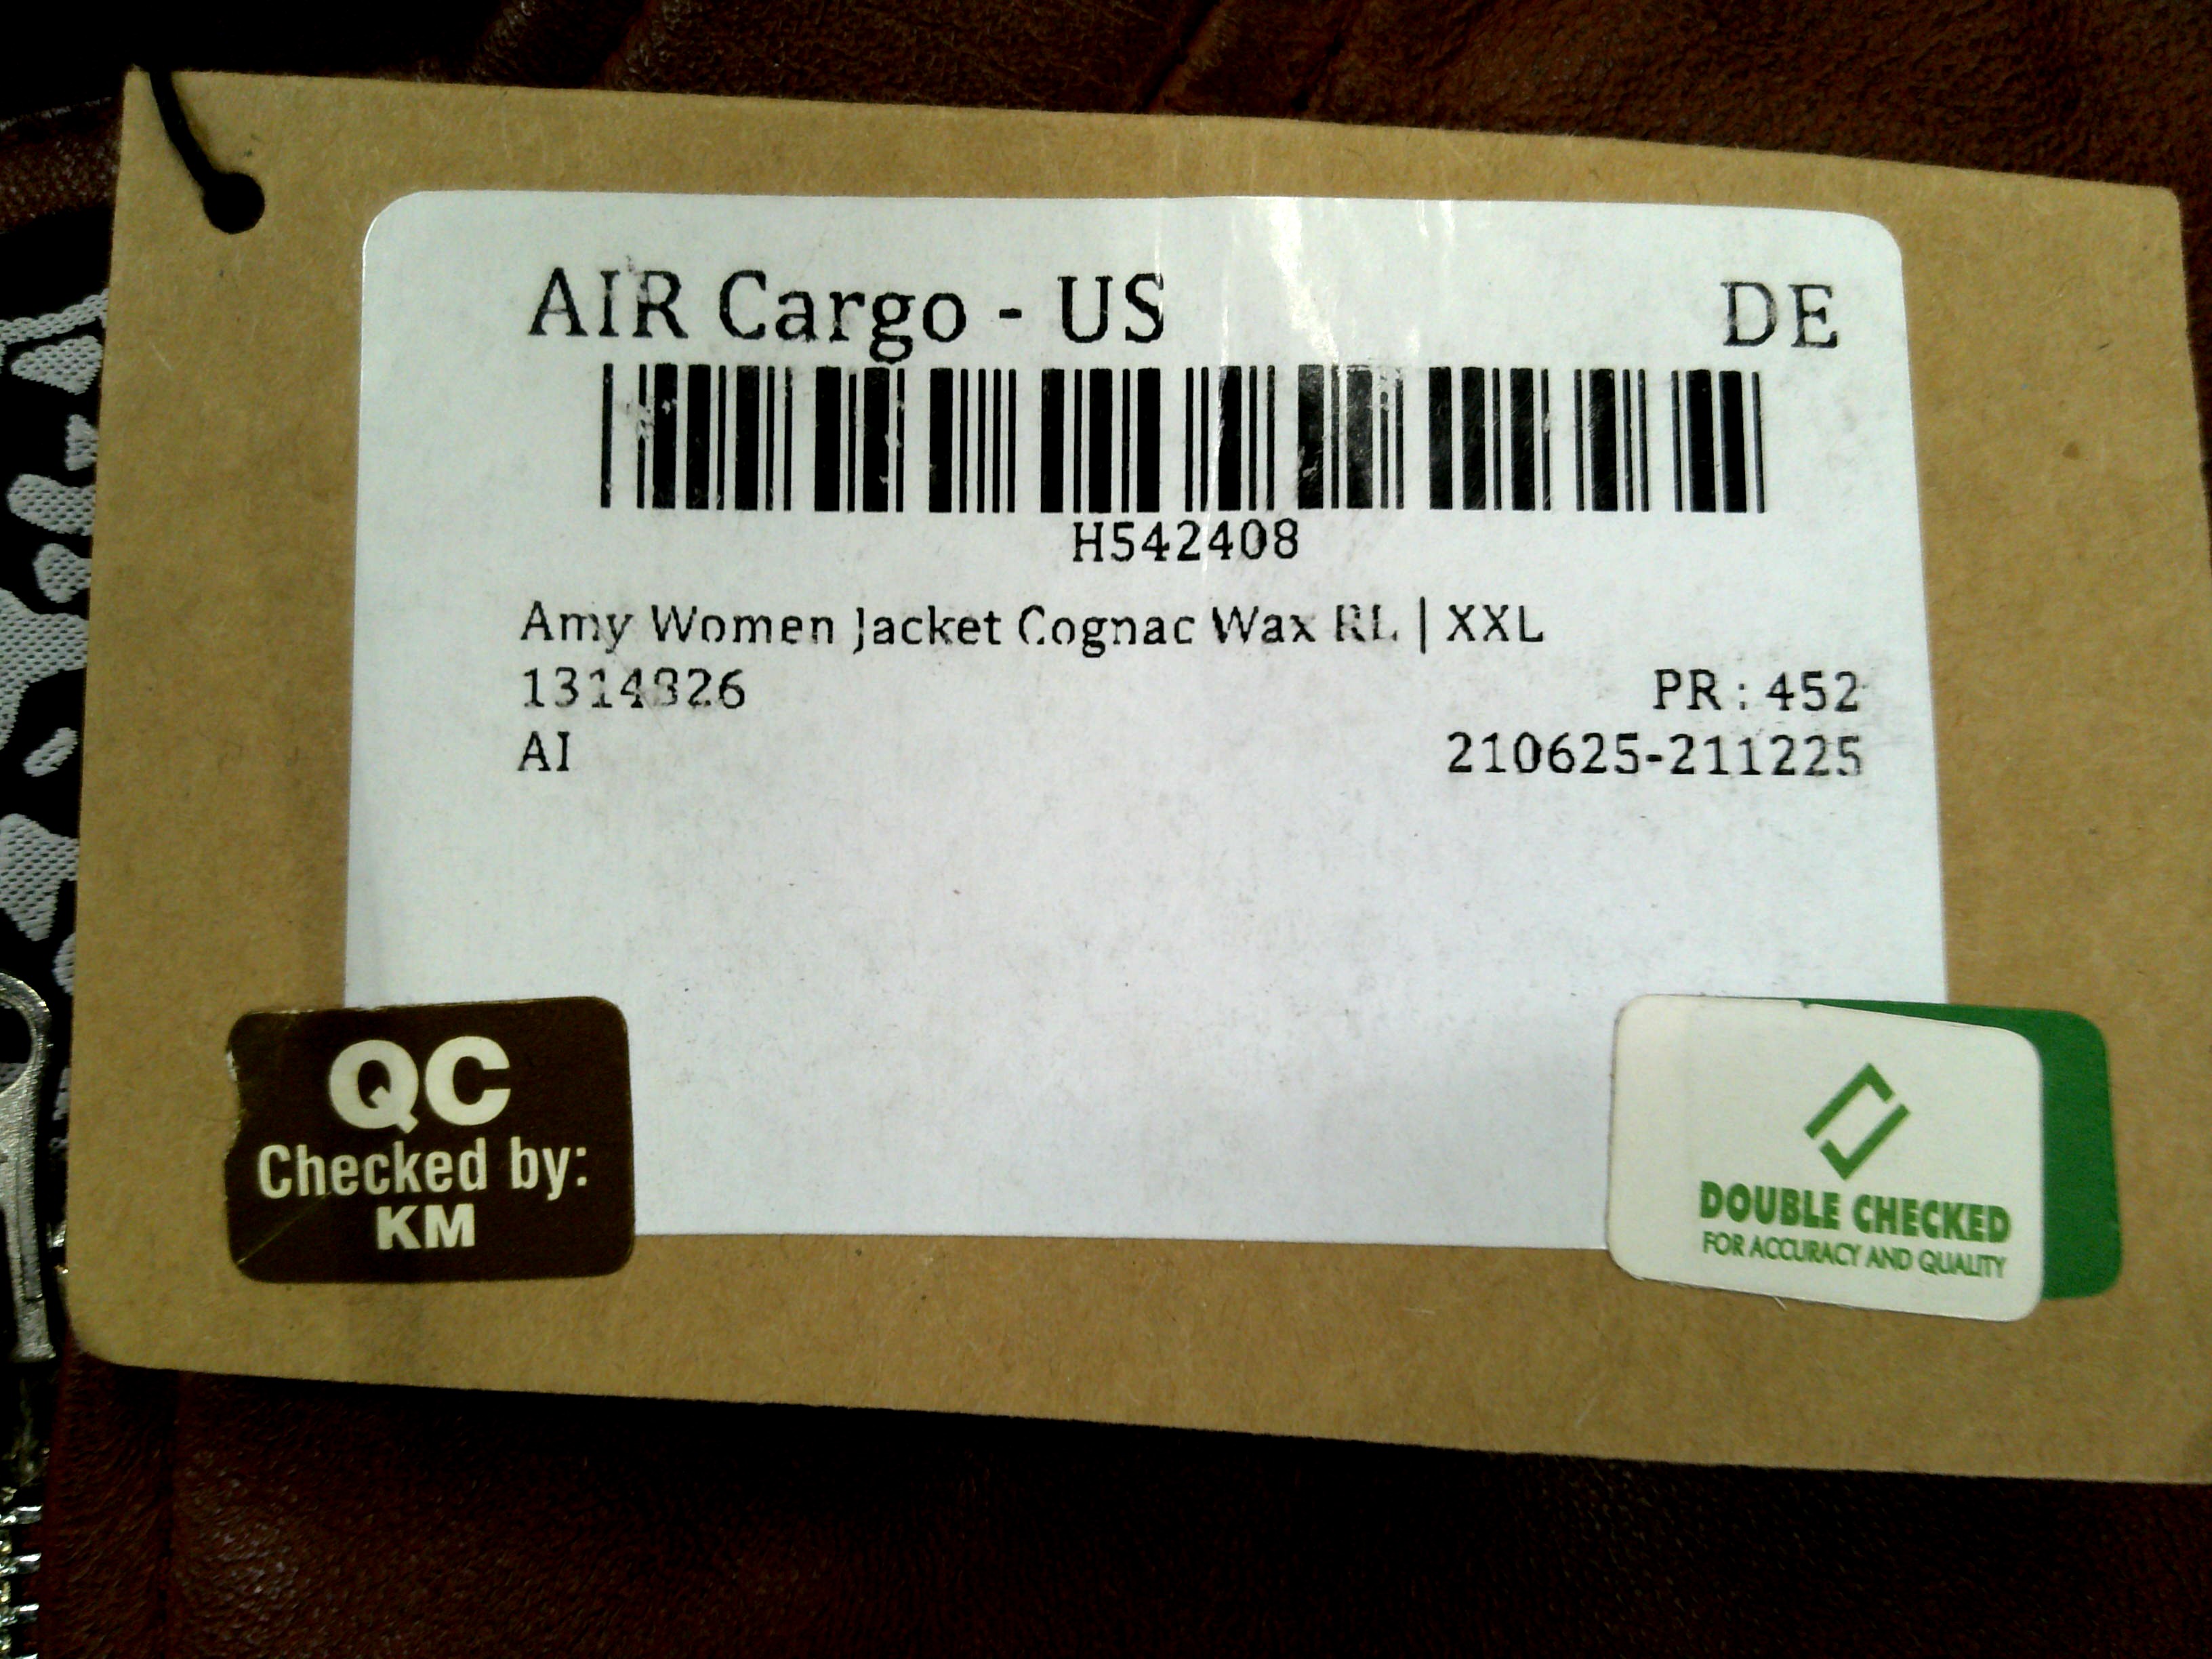 AIR Cargo - US DE
H542408
Amy Women Jacket Cognac Wax RL | XXL
PR : 452
AI 210625-211225
QC
Checked by:
KM
DOUBLE CHECKED
FOR ACCURACY AND QUALITY